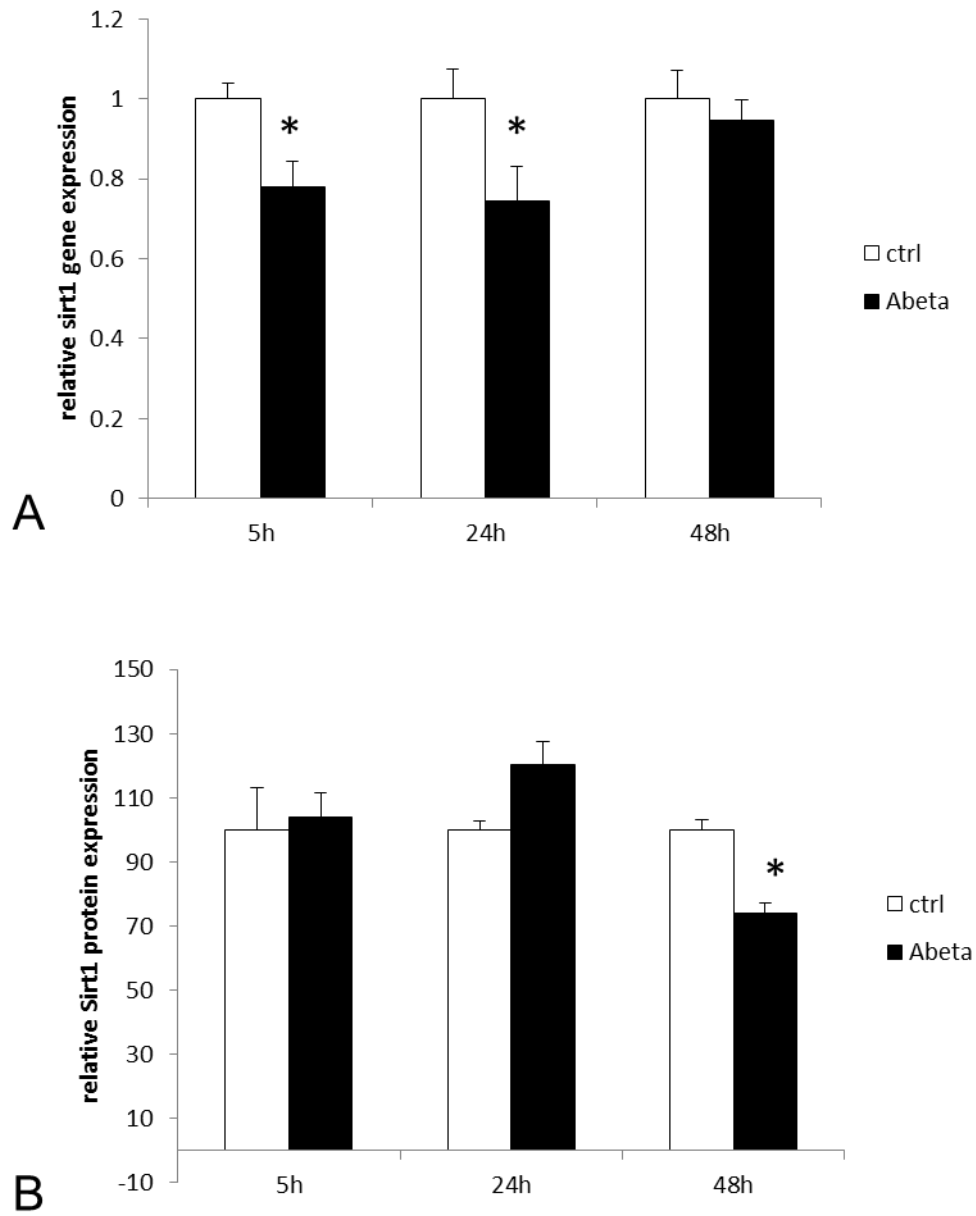 relative sirt1 gene expression
1.2
1
0.8
0.6
0.4
0.2
0
*
*
5h
24h
48h
ctrl
Abeta
A
relative Sirt1 protein expression
150
130
110
90
70
50
30
10
-10
*
5h
24h
48h
ctrl
Abeta
B